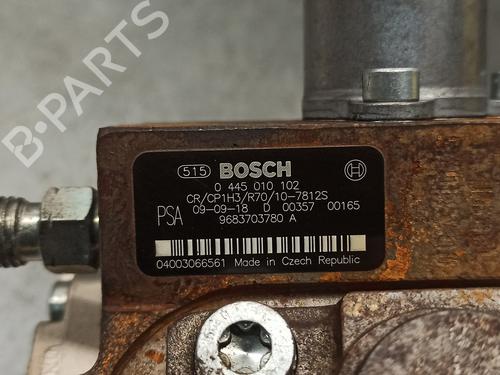 B-PARTS
515 BOSCH
0 445 010 102
CR/CP1H3/R70/10-7812S
PSA 09-09-18 D 00357 00165
9683703780 A
04003066561 Made in Czech Republic